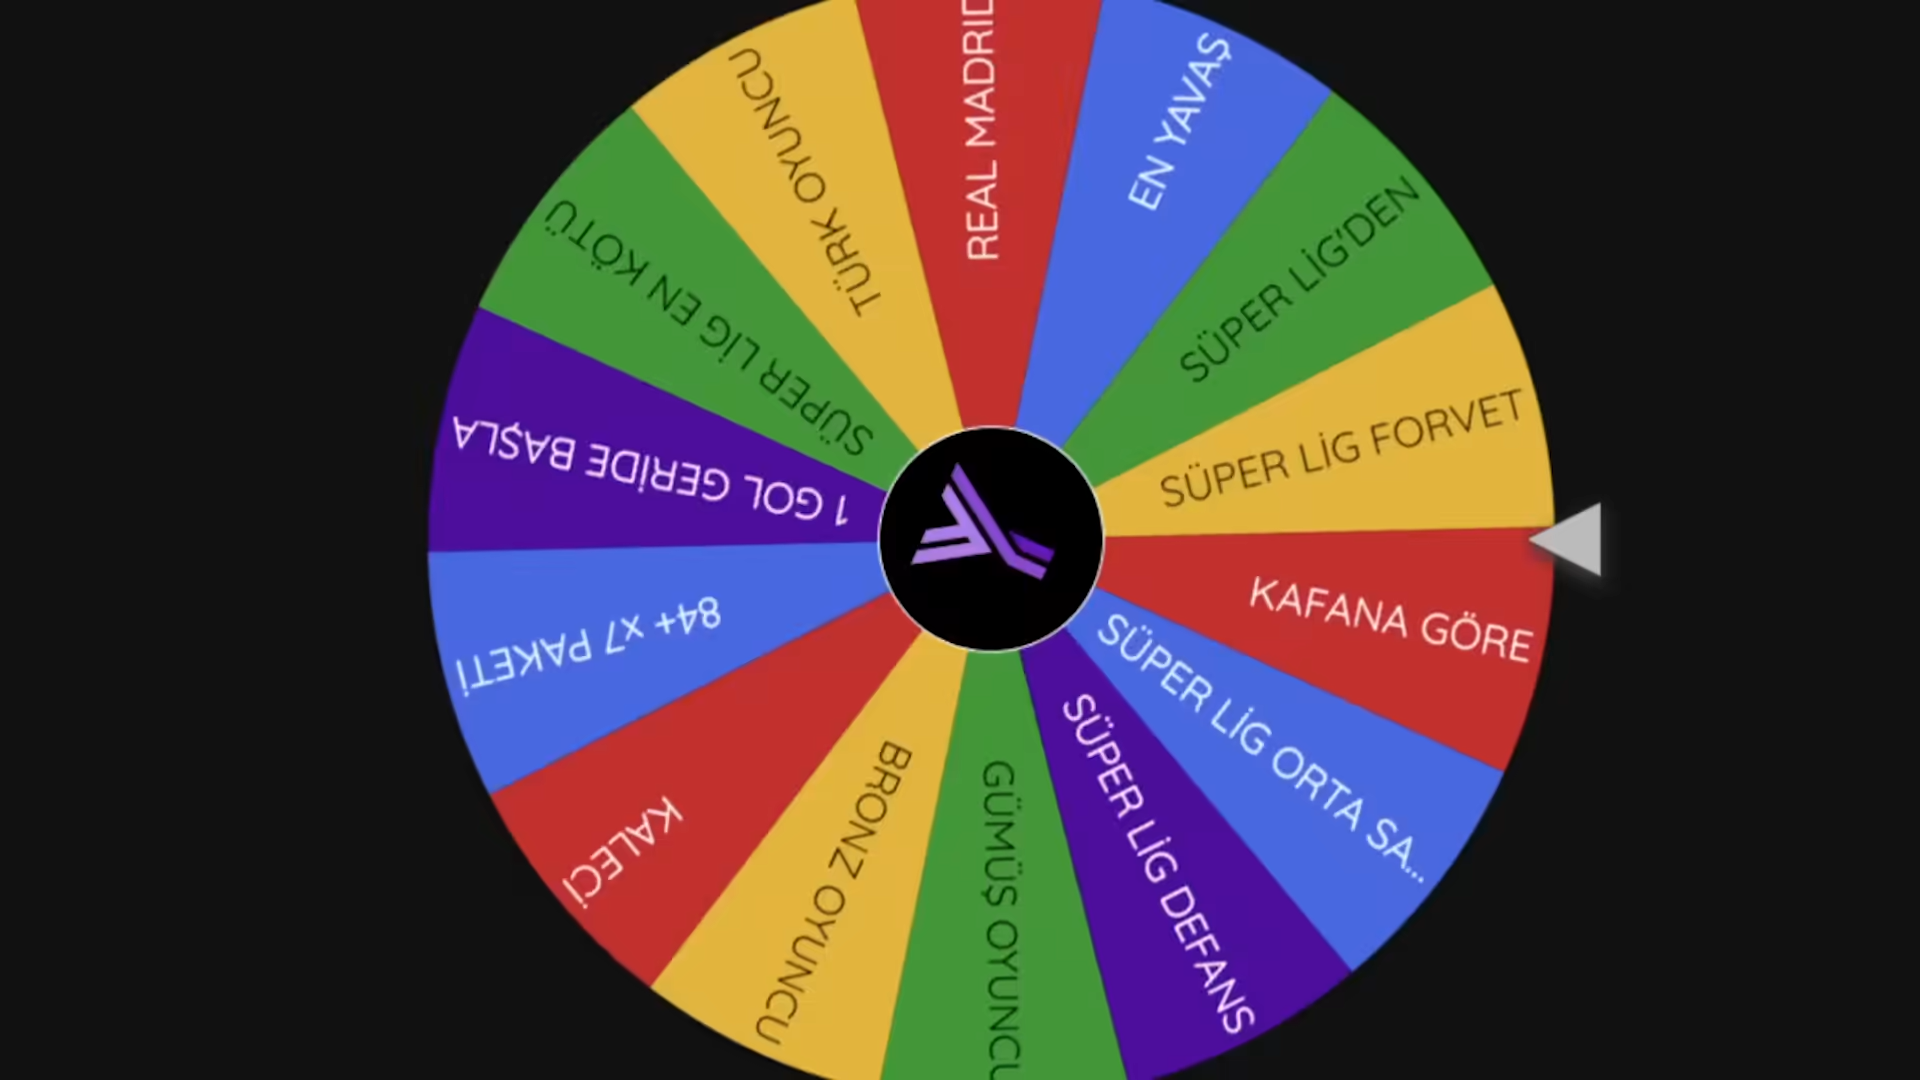 REAL MADRID
EN YAVAŞ
SÜPER LİG'DEN
SÜPER LİG FORVET
KAFANA GÖRE
SÜPER LİG ORTA SA...
SÜPER LİG DEFANS
GÜMÜŞ OYUNCU
BRONZ OYUNCU
KALECİ
84+ x7 PAKETİ
1 GOL GERİDE BAŞLA
SÜPER LİG EN KÖTÜ
TÜRK OYUNCU